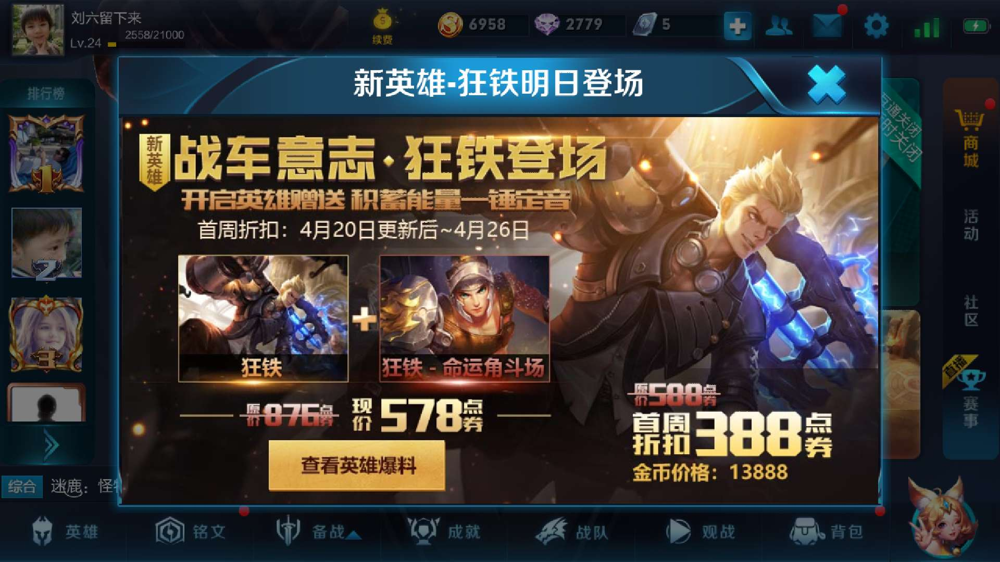 刘六留下来
2558/21000
Lv.24
续费
6958
2779
5
新英雄-狂铁明日登场
排行榜
1
2
3
新英雄
战车意志·狂铁登场
开启英雄赠送 积蓄能量一锤定音
首周折扣：4月20日更新后~4月26日
狂铁
狂铁 - 命运角斗场
原价876点券
现价578点券
查看英雄爆料
原价588点券
首周折扣388点券
金币价格：13888
互通关闭
时关闭
商城
活动
社区
直播
赛事
综合
迷鹿：怪
英雄
铭文
备战
成就
战队
观战
背包